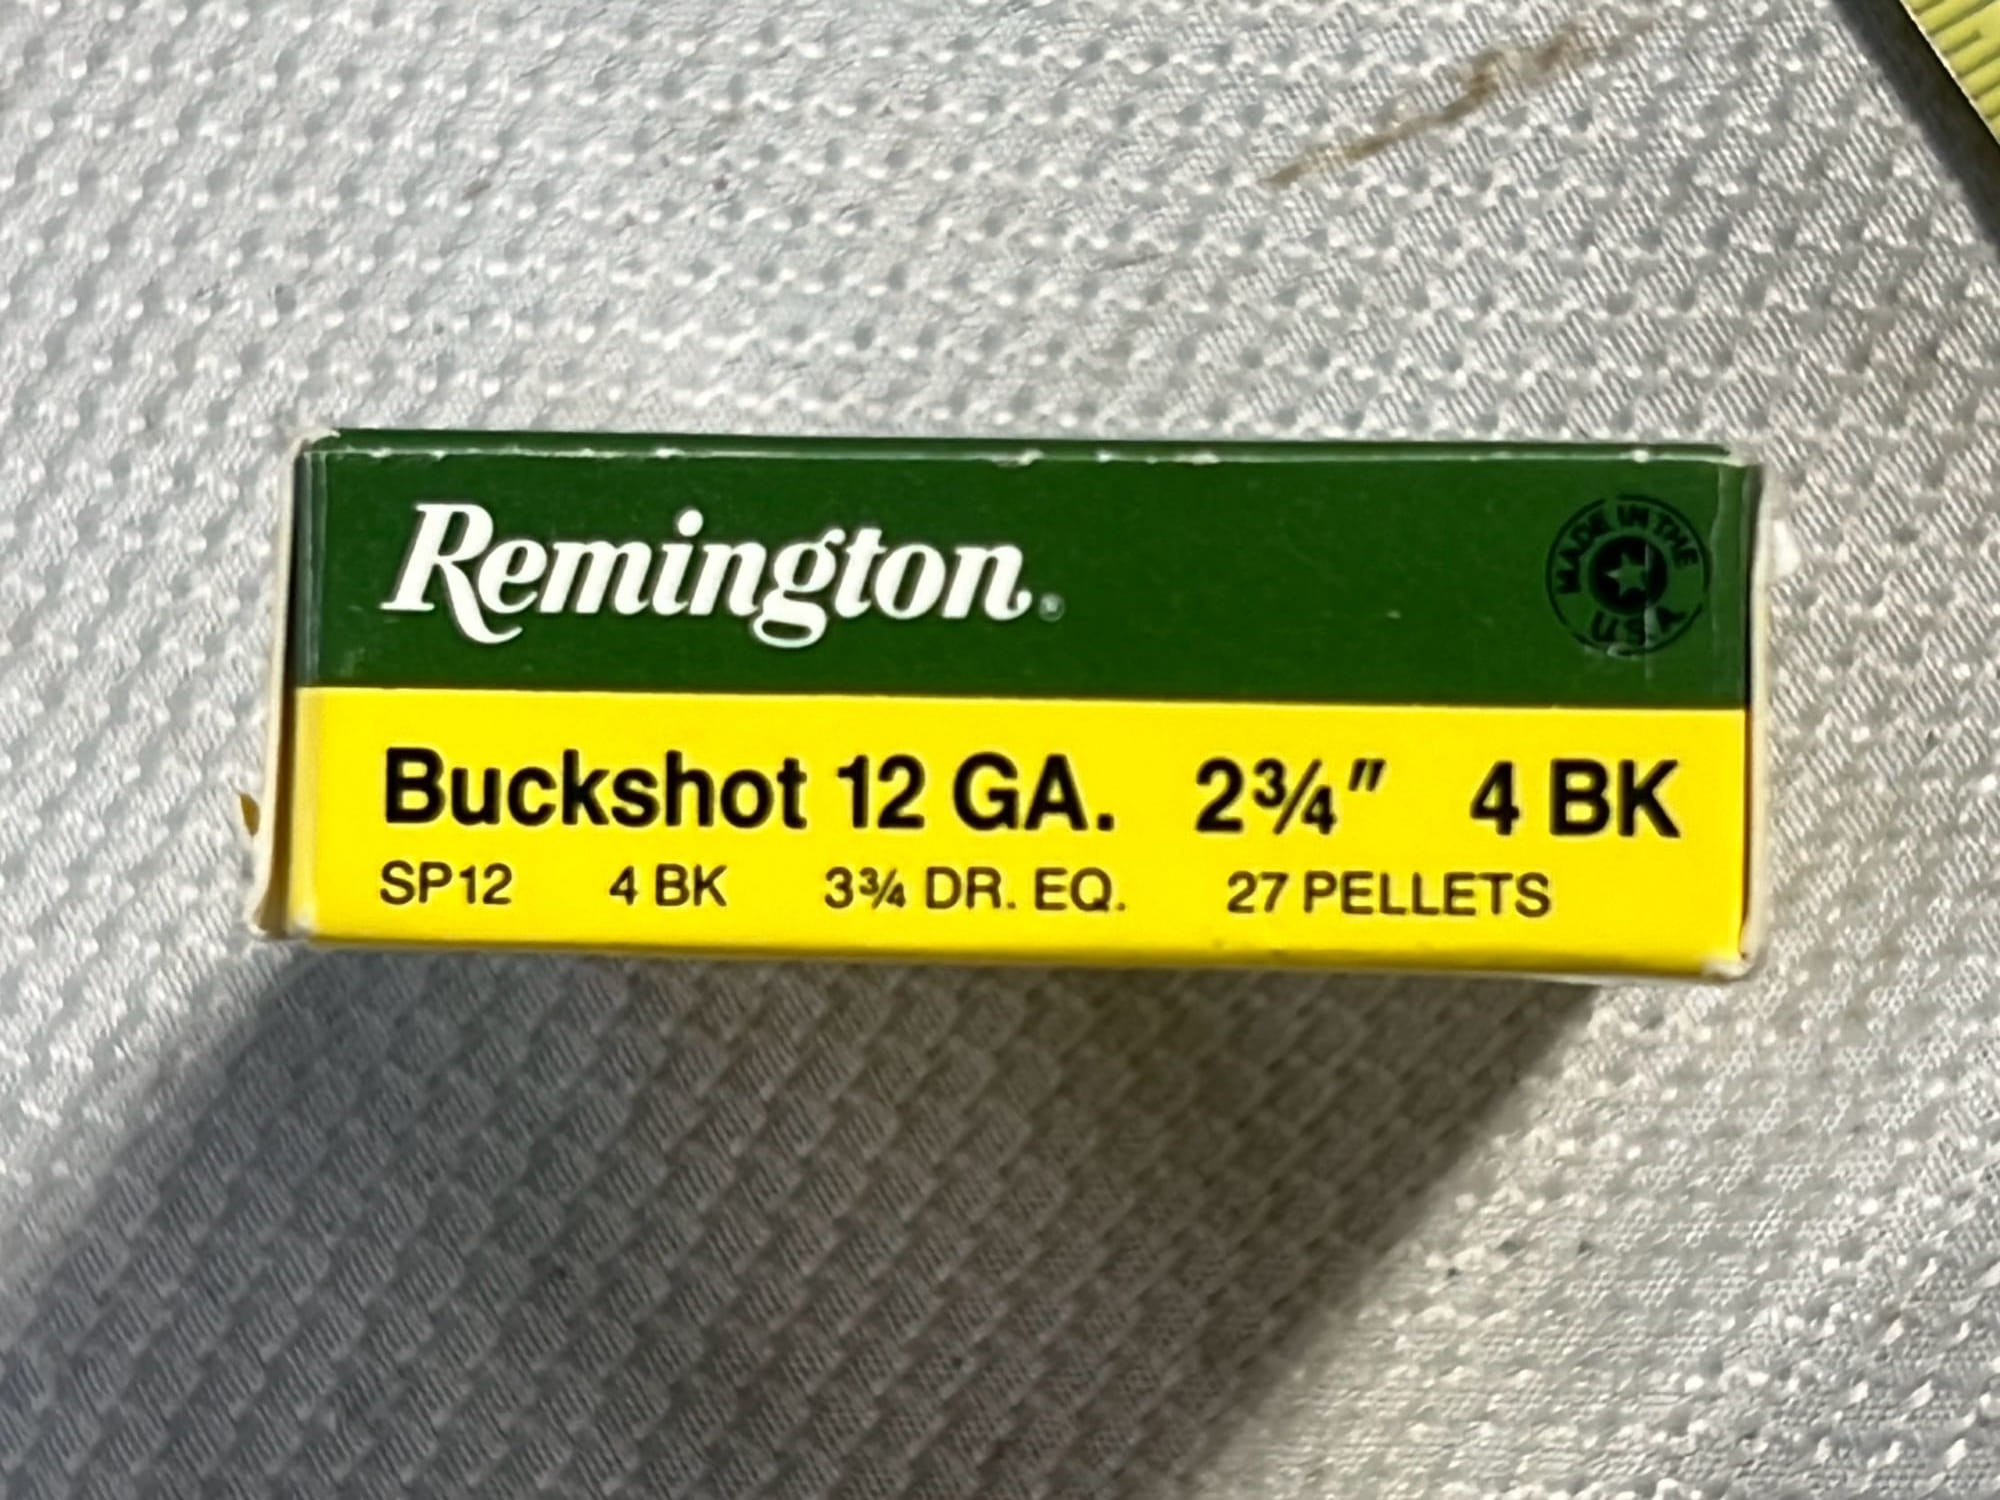 Remington®
MADE IN THE
U.S.A
Buckshot 12 GA. 2¾" 4 BK
SP12 4 BK 3¾ DR. EQ. 27 PELLETS